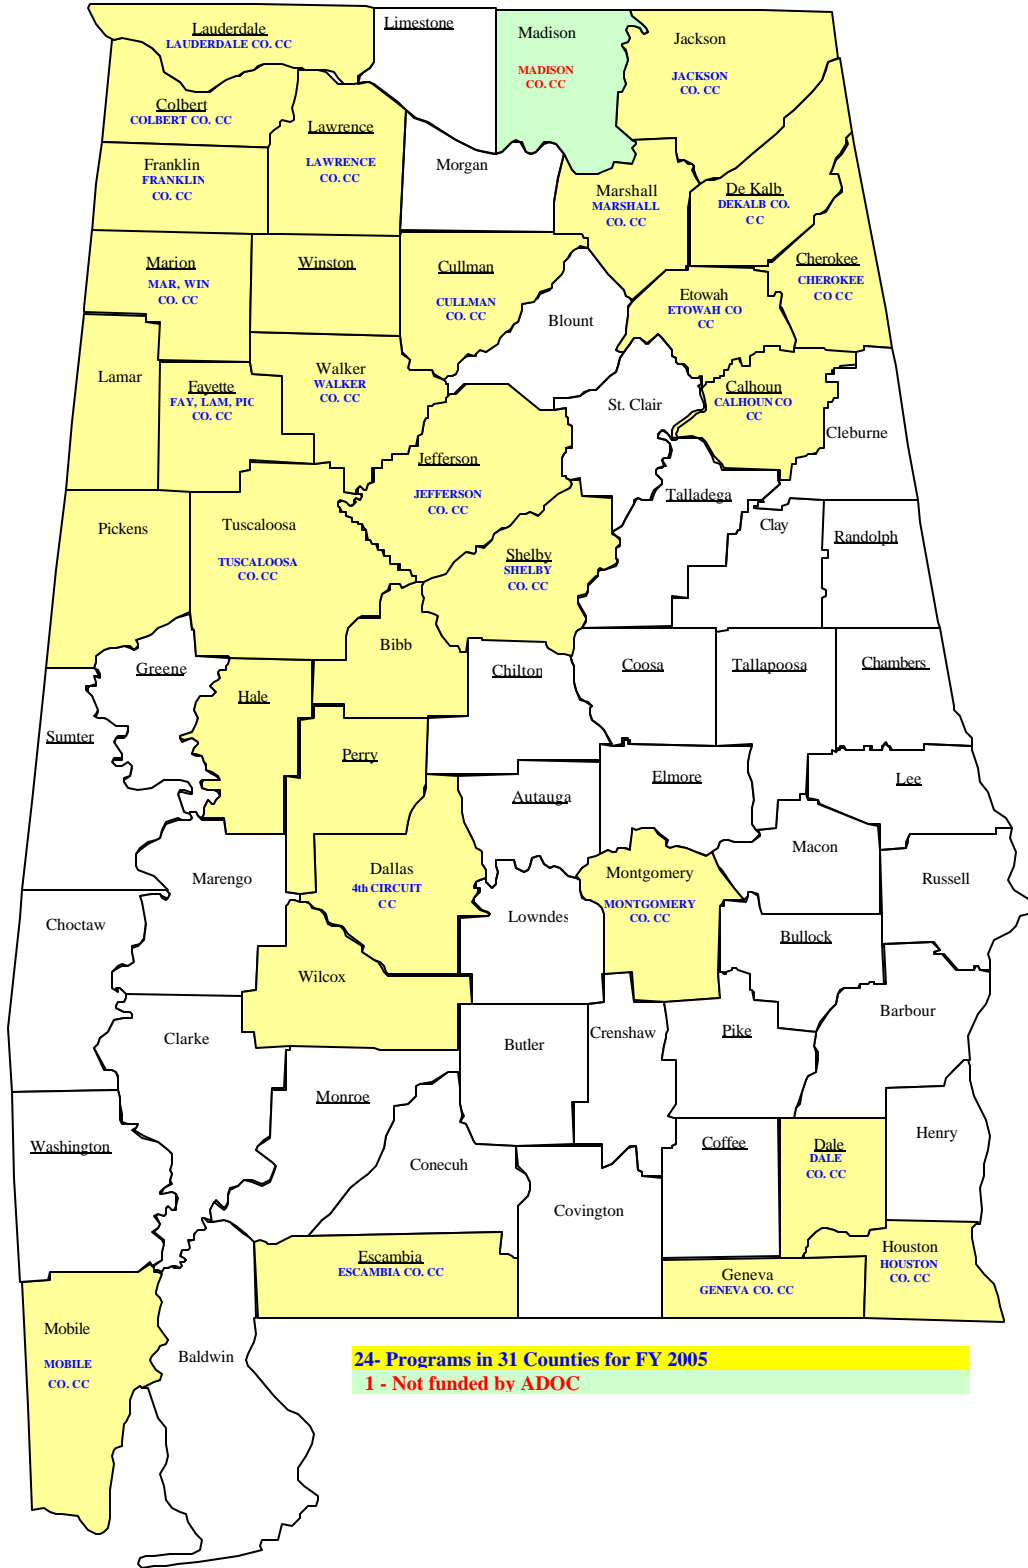 Limestone
Lauderdale
LAUDERDALE CO. CC
Madison
MADISON
CO. CC
Jackson
JACKSON
CO. CC
Colbert
COLBERT CO. CC
Lawrence
LAWRENCE
CO. CC
Franklin
FRANKLIN
CO. CC
Morgan
Marshall
MARSHALL
CO. CC
De Kalb
DEKALB CO.
CC
Cherokee
CHEROKEE
CO CC
Marion
MAR, WIN
CO. CC
Winston
Cullman
CULLMAN
CO. CC
Blount
Etowah
ETOWAH CO
CC
Lamar
Fayette
FAY, LAM, PIC
CO. CC
Walker
WALKER
CO. CC
St. Clair
Calhoun
CALHOUN CO
CC
Cleburne
Jefferson
JEFFERSON
CO. CC
Talladega
Pickens
Tuscaloosa
TUSCALOOSA
CO. CC
Shelby
SHELBY
CO. CC
Clay
Randolph
Bibb
Greene
Hale
Chilton
Coosa
Tallapoosa
Chambers
Sumter
Perry
Autauga
Elmore
Lee
Marengo
Dallas
4th CIRCUIT
CC
Lowndes
Montgomery
MONTGOMERY
CO. CC
Macon
Russell
Choctaw
Wilcox
Bullock
Clarke
Butler
Crenshaw
Pike
Barbour
Washington
Monroe
Conecuh
Covington
Coffee
Dale
DALE
CO. CC
Henry
Escambia
ESCAMBIA CO. CC
Geneva
GENEVA CO. CC
Houston
HOUSTON
CO. CC
Mobile
MOBILE
CO. CC
Baldwin
24- Programs in 31 Counties for FY 2005
1 - Not funded by ADOC